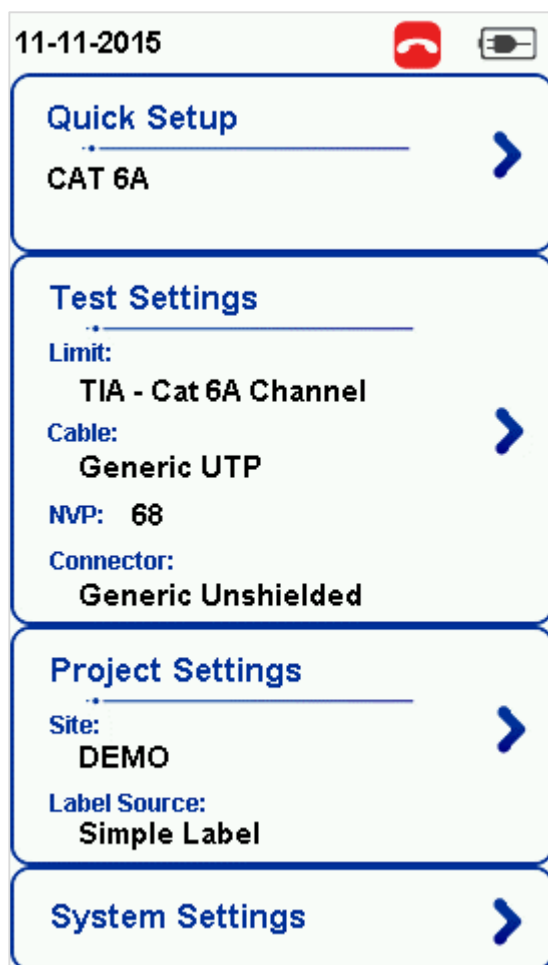 11-11-2015
Quick Setup
CAT 6A
Test Settings
Limit:
TIA - Cat 6A Channel
Cable:
Generic UTP
NVP: 68
Connector:
Generic Unshielded
Project Settings
Site:
DEMO
Label Source:
Simple Label
System Settings